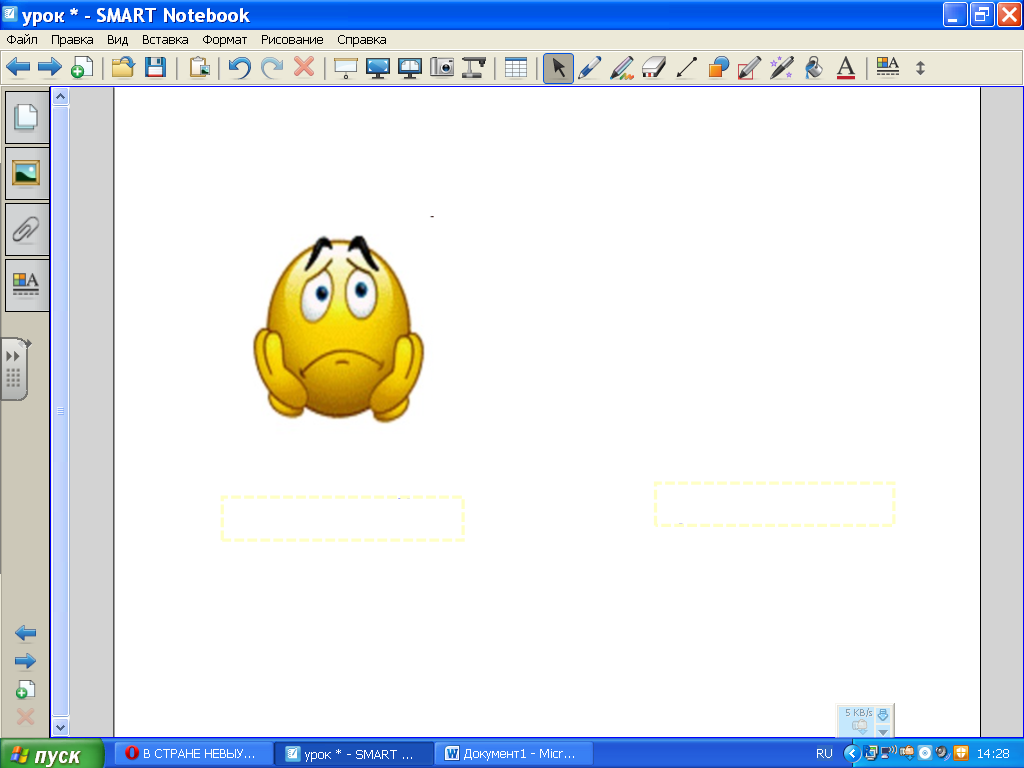 урок * - SMART Notebook
Файл Правка Вид Вставка Формат Рисование Справка
A
A
A
5 KB/s
пуск
В СТРАНЕ НЕВЫУ...
урок * - SMART ...
Документ1 - Micr...
RU
14:28